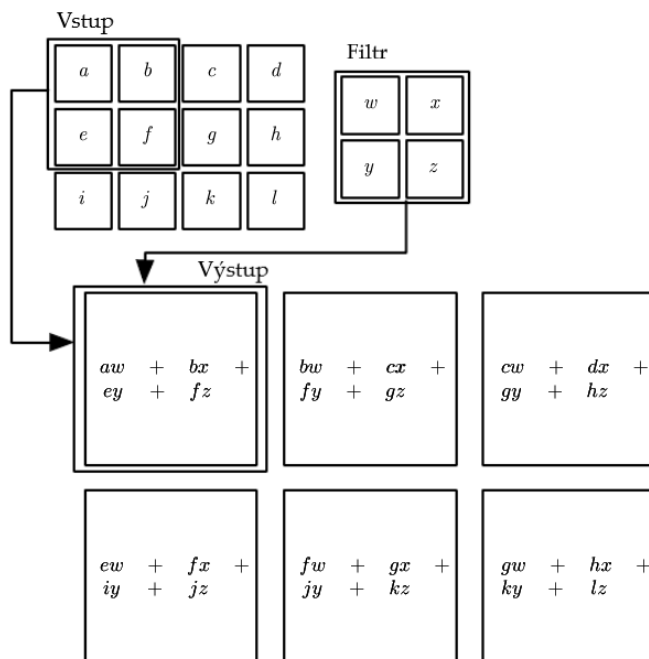 Vstup
Filtr
a b c d
w x
e f g h
y z
i j k l
Výstup
aw + bx +
ey + fz
bw + cx +
fy + gz
cw + dx +
gy + hz
ew + fx +
iy + jz
fw + gx +
jy + kz
gw + hx +
ky + lz